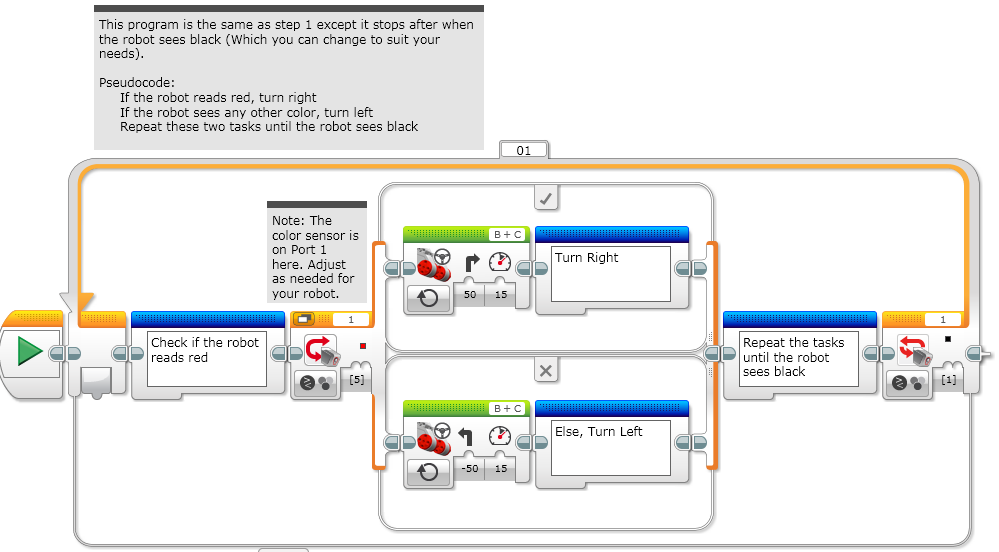 This program is the same as step 1 except it stops after when
the robot sees black (Which you can change to suit your
needs).
Pseudocode:
If the robot reads red, turn right
If the robot sees any other color, turn left
Repeat these two tasks until the robot sees black
01
Note: The
color sensor is
on Port 1
here. Adjust
as needed for
your robot.
B + C
Turn Right
50
15
Check if the robot
reads red
1
[5]
B + C
Else, Turn Left
-50
15
Repeat the tasks
until the robot
sees black
1
[1]